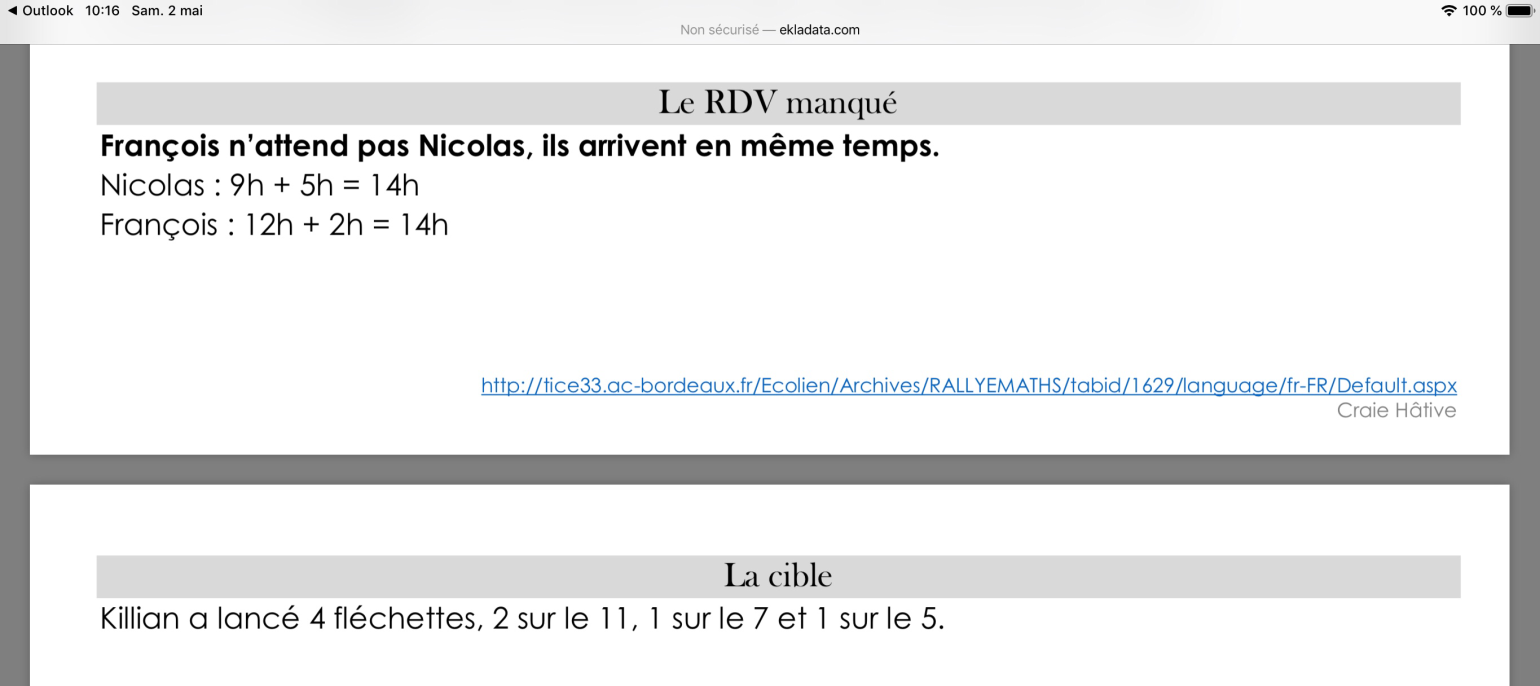 ◀ Outlook 10:16 Sam. 2 mai
100 %
Non sécurisé — ekladata.com
Le RDV manqué
François n'attend pas Nicolas, ils arrivent en même temps.
Nicolas : 9h + 5h = 14h
François : 12h + 2h = 14h
http://tice33.ac-bordeaux.fr/Ecolien/Archives/RALLYEMATHS/tabid/1629/language/fr-FR/Default.aspx
Craie Hâtive
La cible
Killian a lancé 4 fléchettes, 2 sur le 11, 1 sur le 7 et 1 sur le 5.